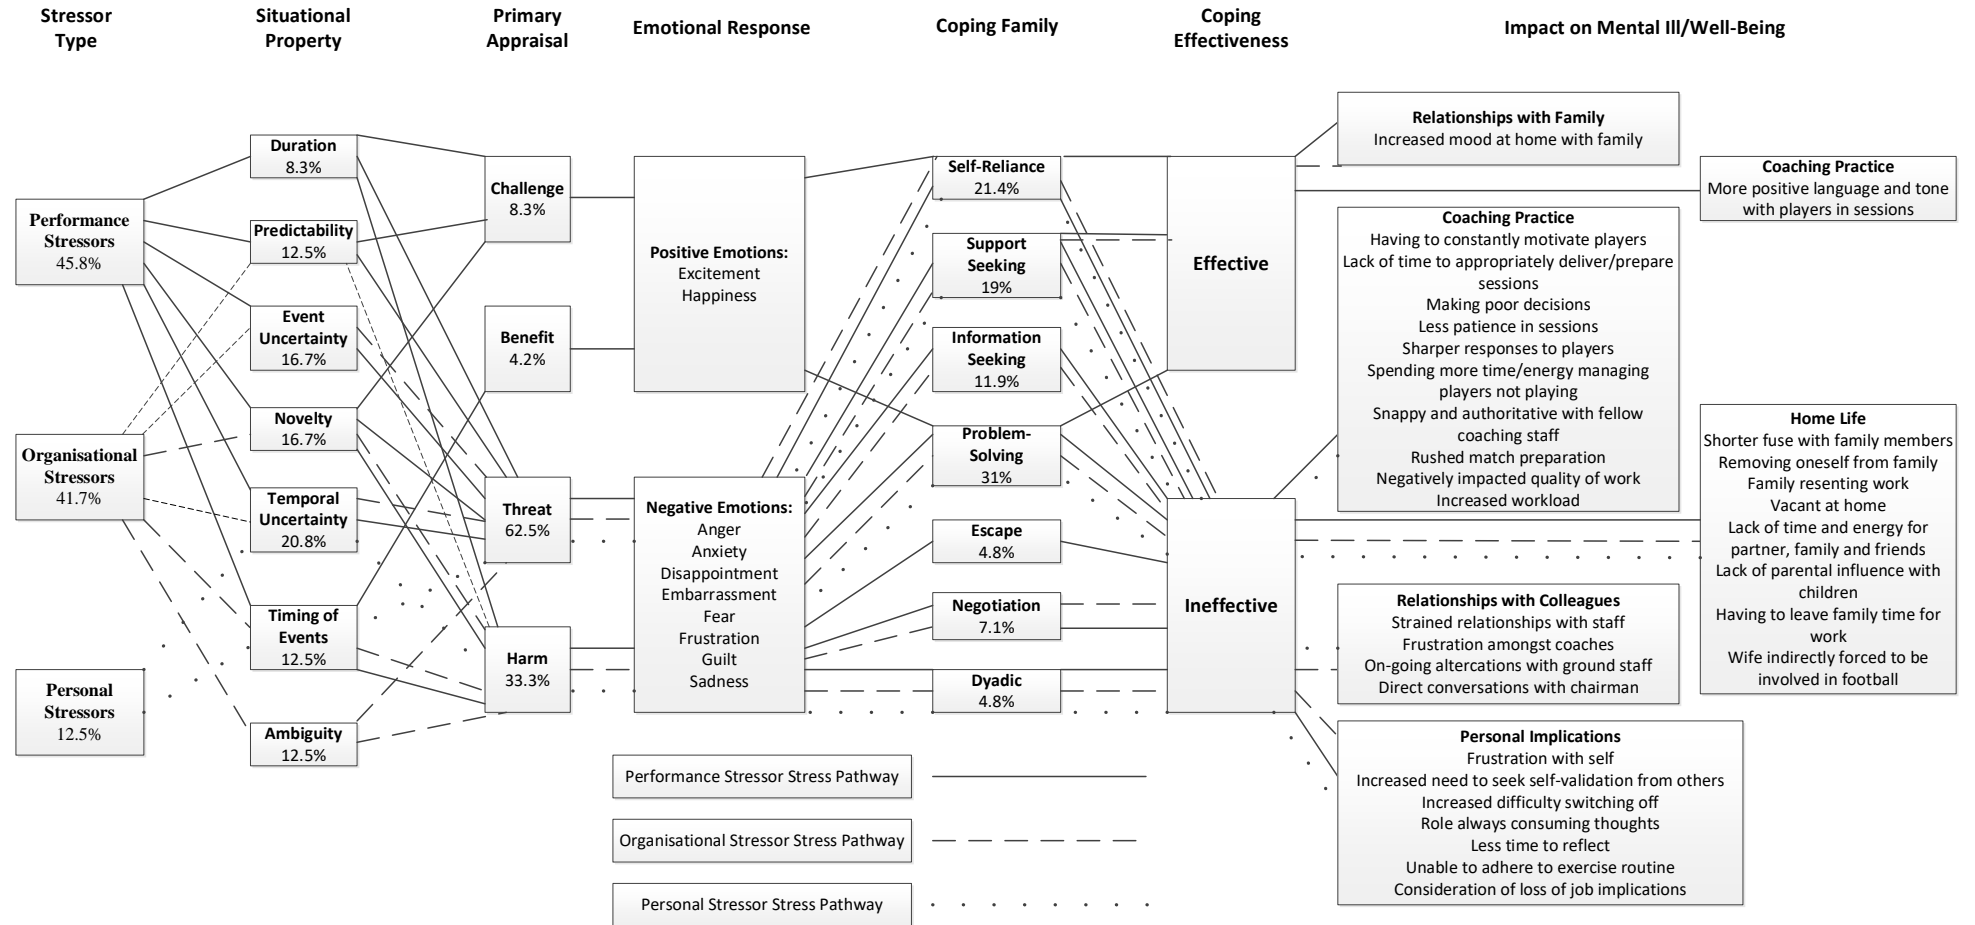 Stressor
Type
Situational
Property
Primary
Appraisal
Emotional Response
Coping Family
Coping
Effectiveness
Impact on Mental Ill/Well-Being
Performance
Stressors
45.8%
Organisational
Stressors
41.7%
Personal
Stressors
12.5%
Duration
8.3%
Predictability
12.5%
Event
Uncertainty
16.7%
Novelty
16.7%
Temporal
Uncertainty
20.8%
Timing of
Events
12.5%
Ambiguity
12.5%
Challenge
8.3%
Benefit
4.2%
Threat
62.5%
Harm
33.3%
Positive Emotions:
Excitement
Happiness
Negative Emotions:
Anger
Anxiety
Disappointment
Embarrassment
Fear
Frustration
Guilt
Sadness
Self-Reliance
21.4%
Support
Seeking
19%
Information
Seeking
11.9%
Problem-
Solving
31%
Escape
4.8%
Negotiation
7.1%
Dyadic
4.8%
Effective
Ineffective
Relationships with Family
Increased mood at home with family
Coaching Practice
More positive language and tone
with players in sessions
Coaching Practice
Having to constantly motivate players
Lack of time to appropriately deliver/prepare
sessions
Making poor decisions
Less patience in sessions
Sharper responses to players
Spending more time/energy managing
players not playing
Snappy and authoritative with fellow
coaching staff
Rushed match preparation
Negatively impacted quality of work
Increased workload
Home Life
Shorter fuse with family members
Removing oneself from family
Family resenting work
Vacant at home
Lack of time and energy for
partner, family and friends
Lack of parental influence with
children
Having to leave family time for
work
Wife indirectly forced to be
involved in football
Relationships with Colleagues
Strained relationships with staff
Frustration amongst coaches
On-going altercations with ground staff
Direct conversations with chairman
Personal Implications
Frustration with self
Increased need to seek self-validation from others
Increased difficulty switching off
Role always consuming thoughts
Less time to reflect
Unable to adhere to exercise routine
Consideration of loss of job implications
Performance Stressor Stress Pathway
Organisational Stressor Stress Pathway
Personal Stressor Stress Pathway